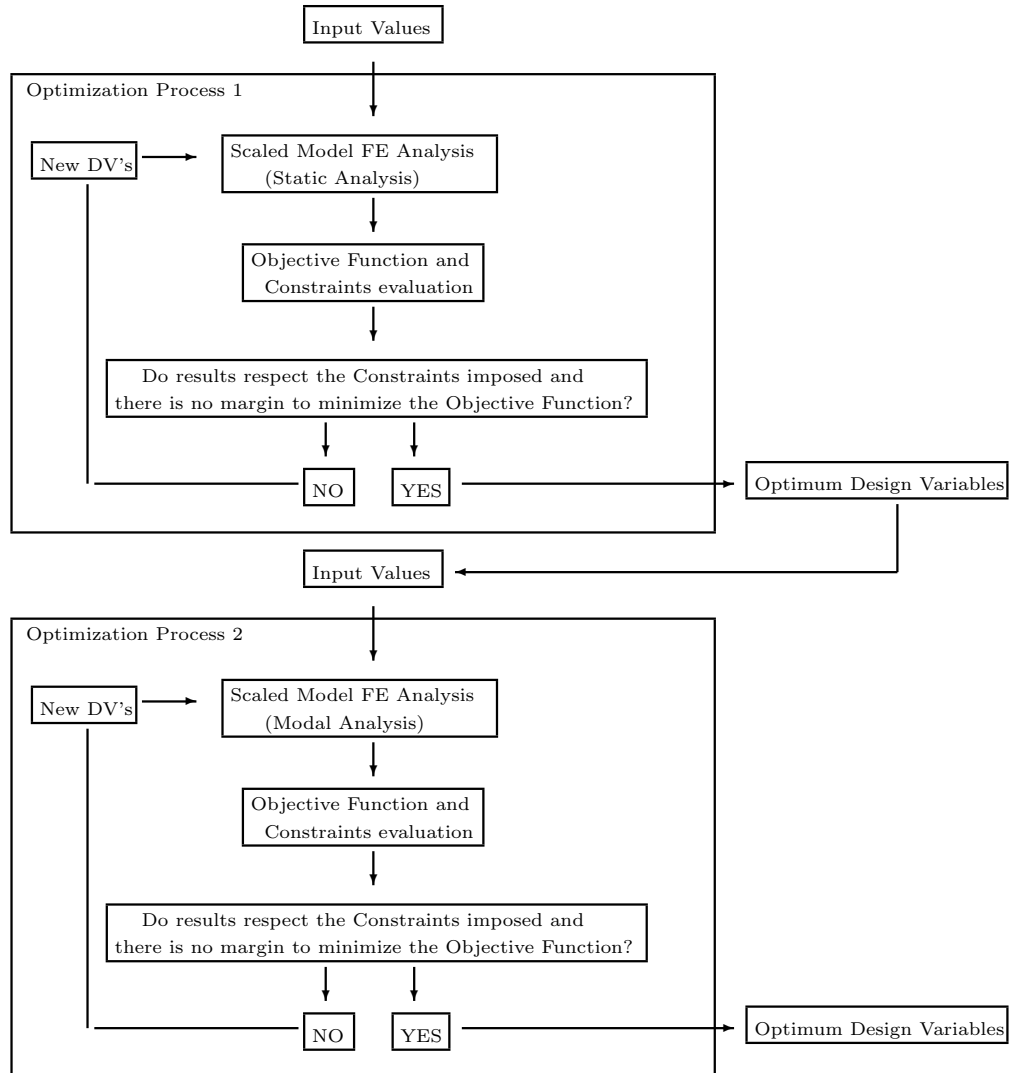 Input Values
Optimization Process 1
New DV's
Scaled Model FE Analysis
(Static Analysis)
Objective Function and
Constraints evaluation
Do results respect the Constraints imposed and
there is no margin to minimize the Objective Function?
NO
YES
Optimum Design Variables
Input Values
Optimization Process 2
New DV's
Scaled Model FE Analysis
(Modal Analysis)
Objective Function and
Constraints evaluation
Do results respect the Constraints imposed and
there is no margin to minimize the Objective Function?
NO
YES
Optimum Design Variables